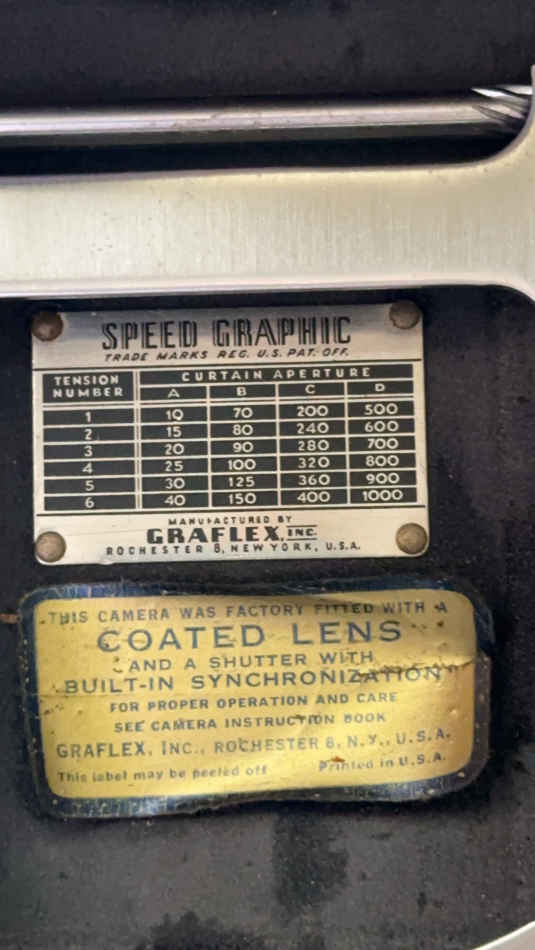 SPEED GRAPHIC
TRADE MARKS REG. U.S. PAT. OFF.
TENSION NUMBER CURTAIN APERTURE
A B C D
1 10 70 200 500
2 15 80 240 600
3 20 90 280 700
4 25 100 320 800
5 30 125 360 900
6 40 150 400 1000
MANUFACTURED BY
GRAFLEX, INC.
ROCHESTER 8, NEW YORK, U.S.A.
THIS CAMERA WAS FACTORY FITTED WITH A
COATED LENS
AND A SHUTTER WITH
BUILT-IN SYNCHRONIZATION
FOR PROPER OPERATION AND CARE
SEE CAMERA INSTRUCTION BOOK
GRAFLEX, INC., ROCHESTER 8, N.Y., U.S.A.
This label may be peeled off Printed in U.S.A.